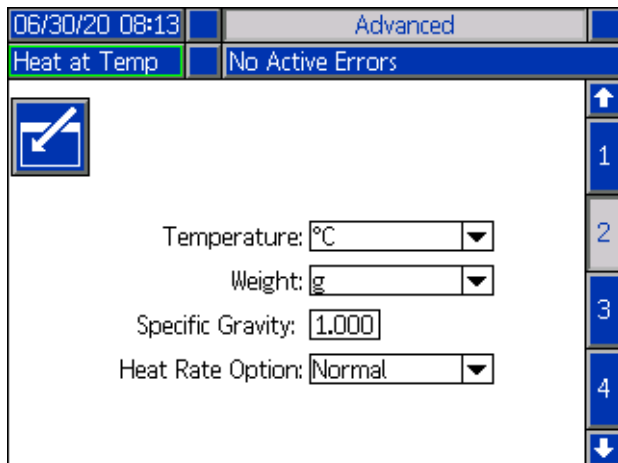 06/30/20 08:13 Advanced
Heat at Temp No Active Errors
1
Temperature: °C
2
Weight: g
Specific Gravity: 1.000
3
Heat Rate Option: Normal
4